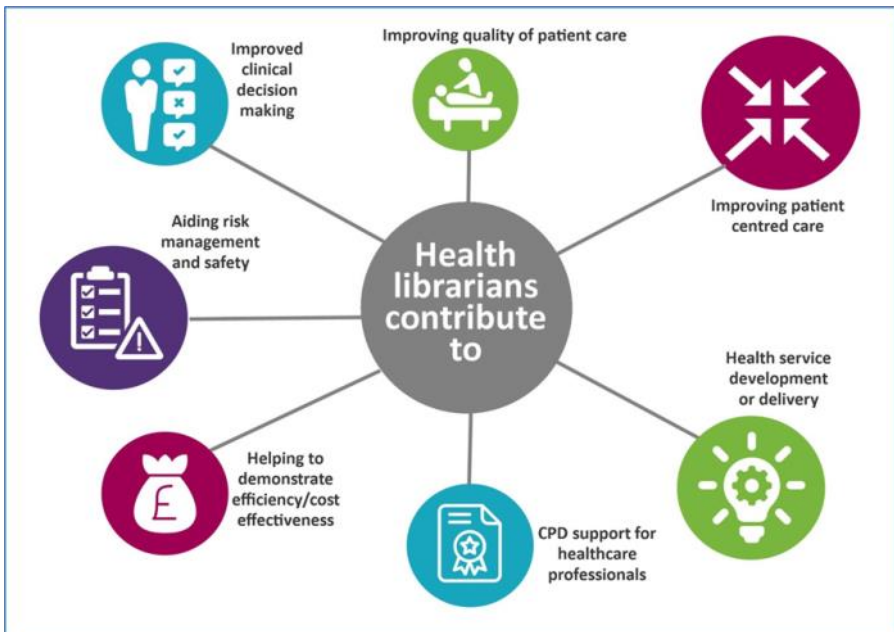 Improved
clinical
decision
making
Improving quality of patient care
Improving patient
centred care
Aiding risk
management
and safety
Health
librarians
contribute
to
Health service
development
or delivery
Helping to
demonstrate
efficiency/cost
effectiveness
£
CPD support for
healthcare
professionals